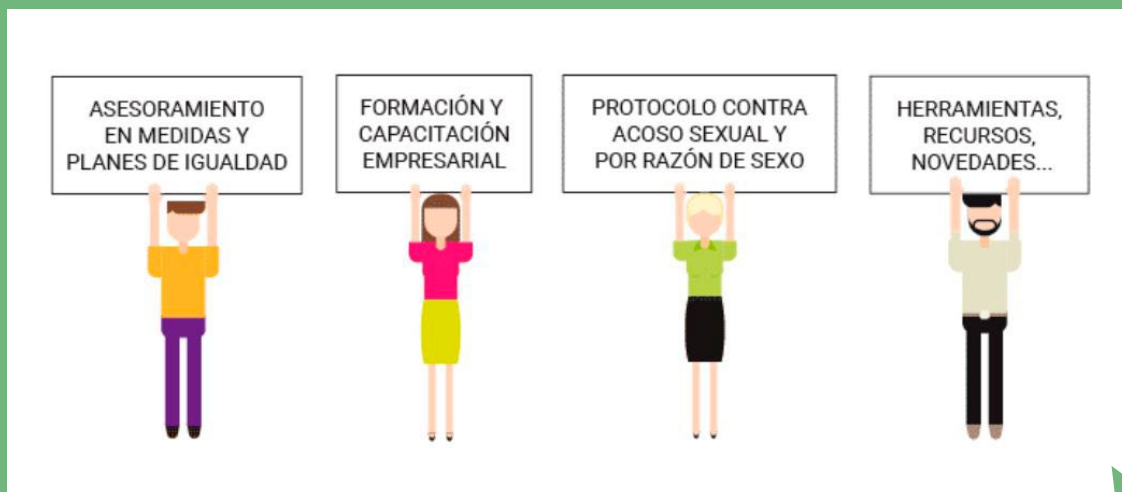 ASESORAMIENTO
EN MEDIDAS Y
PLANES DE IGUALDAD
FORMACIÓN Y
CAPACITACIÓN
EMPRESARIAL
PROTOCOLO CONTRA
ACOSO SEXUAL Y
POR RAZÓN DE SEXO
HERRAMIENTAS,
RECURSOS,
NOVEDADES...